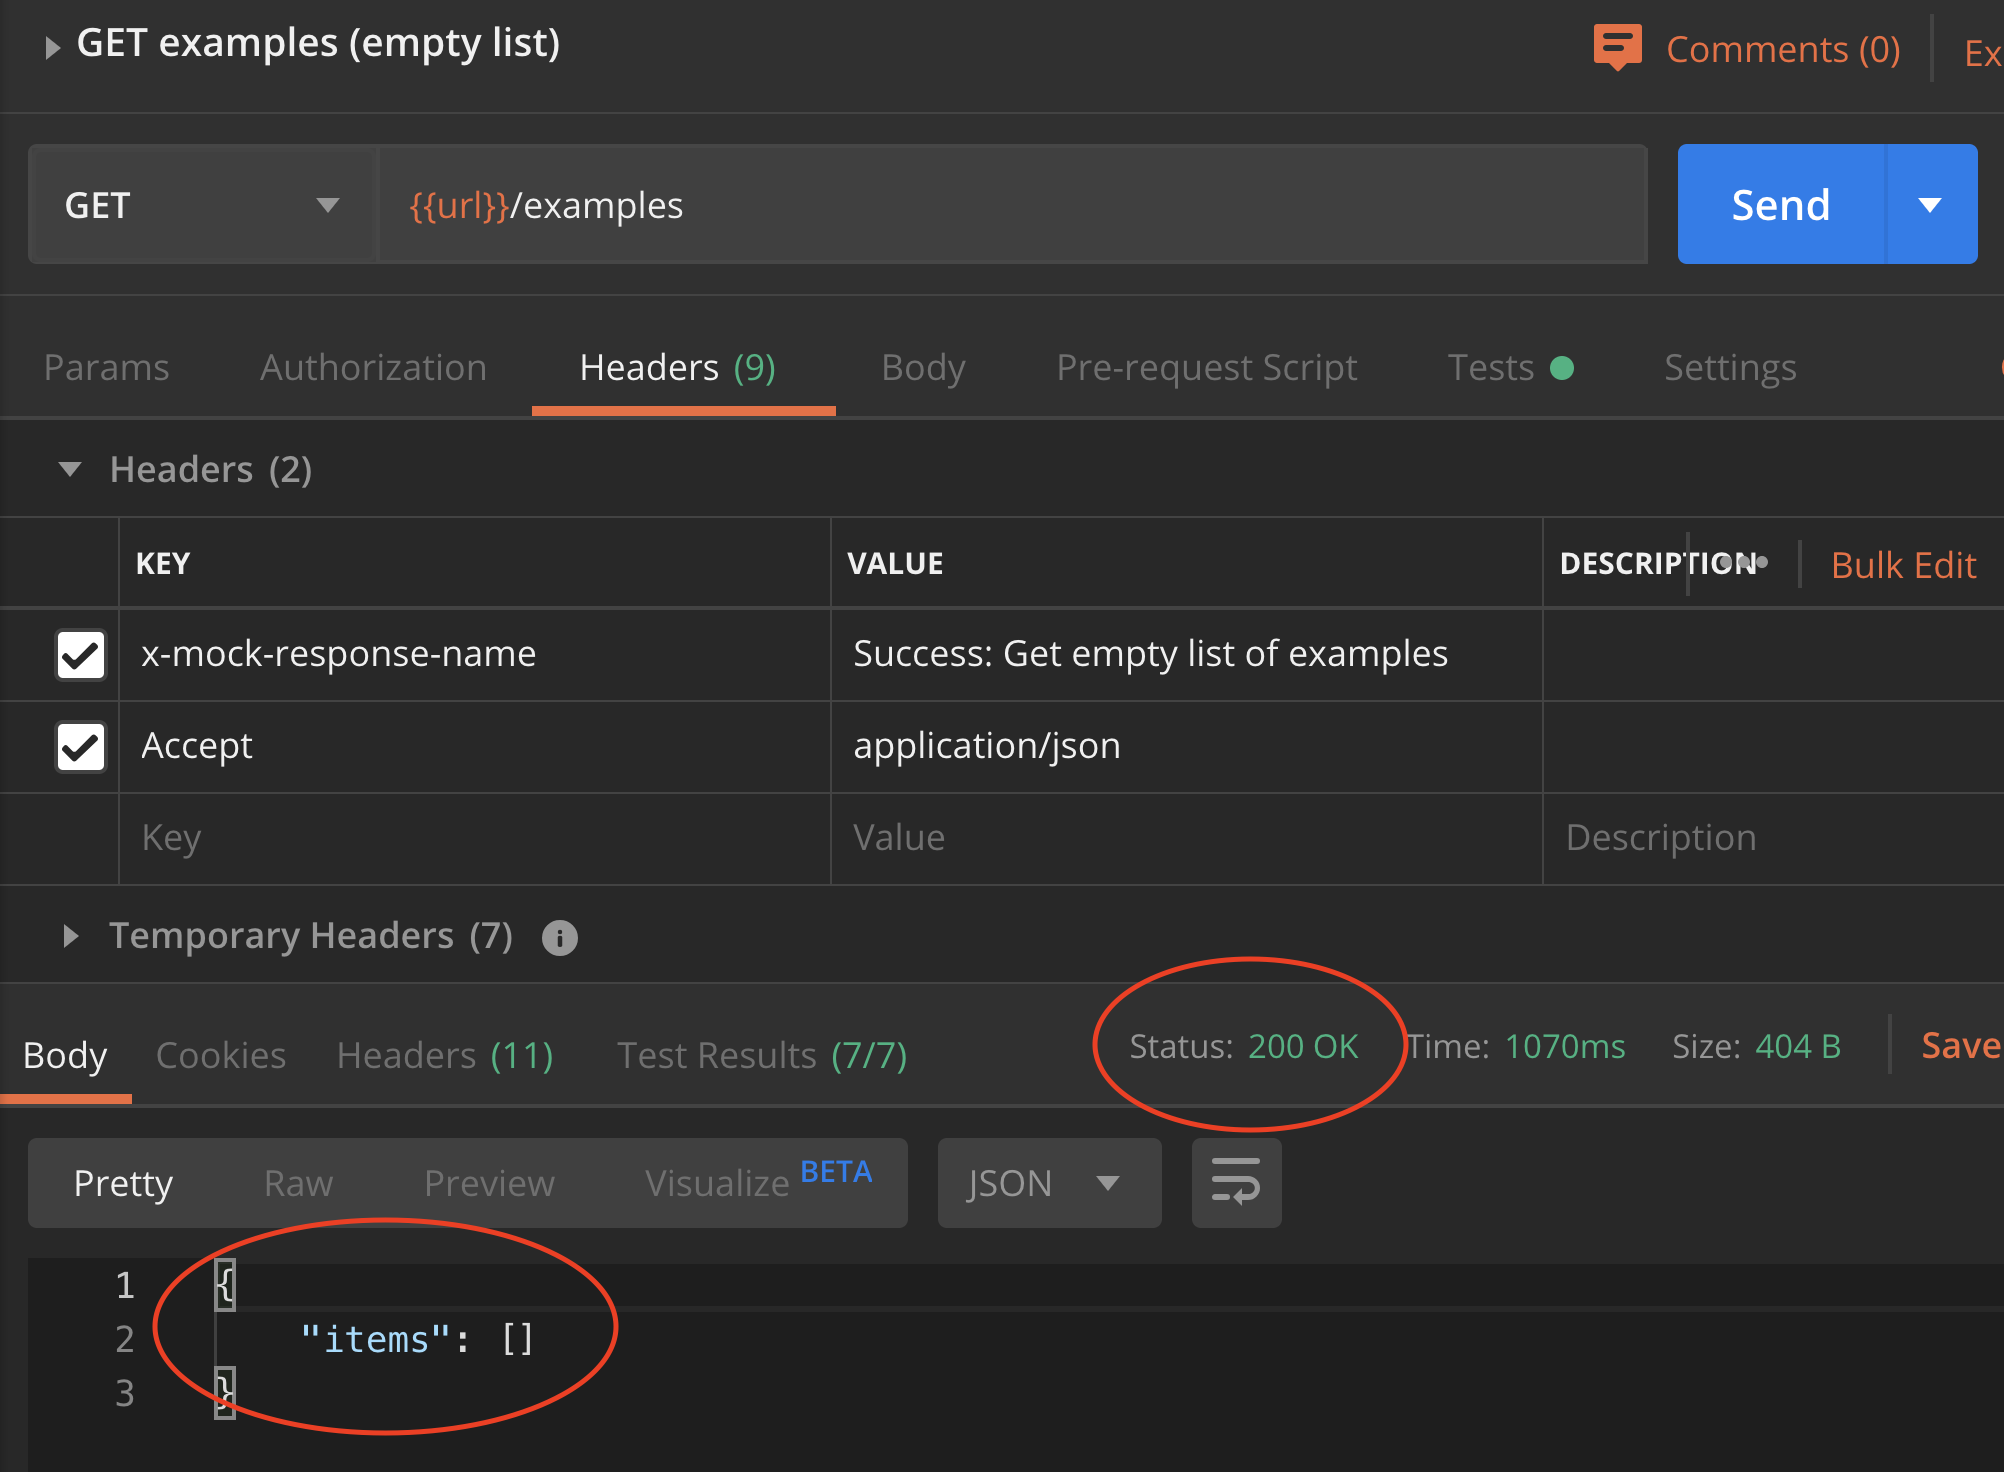 GET examples (empty list)
Comments (0)
Ex
GET
{{url}}/examples
Send
Params Authorization Headers (9) Body Pre-request Script Tests Settings
Headers (2)
KEY VALUE DESCRIPTION Bulk Edit
x-mock-response-name Success: Get empty list of examples
Accept application/json
Key Value Description
Temporary Headers (7) i
Body Cookies Headers (11) Test Results (7/7) Status: 200 OK Time: 1070ms Size: 404 B Save
Pretty Raw Preview Visualize BETA JSON
1 {
2 "items": []
3 }